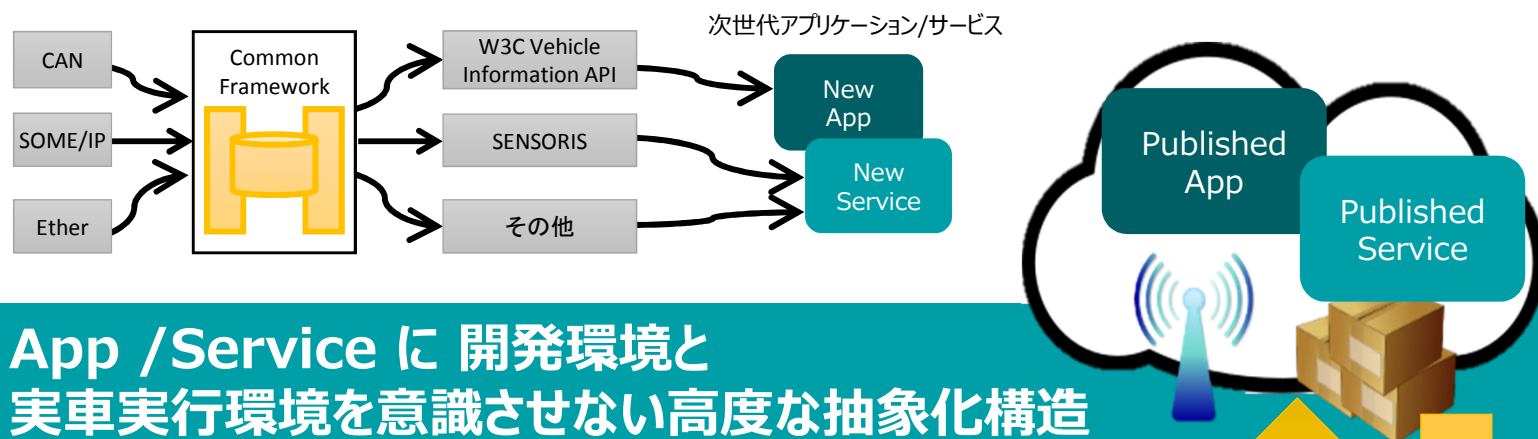 次世代アプリケーション/サービス
CAN
SOME/IP
Ether
Common
Framework
W3C Vehicle
Information API
SENSORIS
その他
New
App
New
Service
Published
App
Published
Service
App /Service に 開発環境と
実車実行環境を意識させない高度な抽象化構造